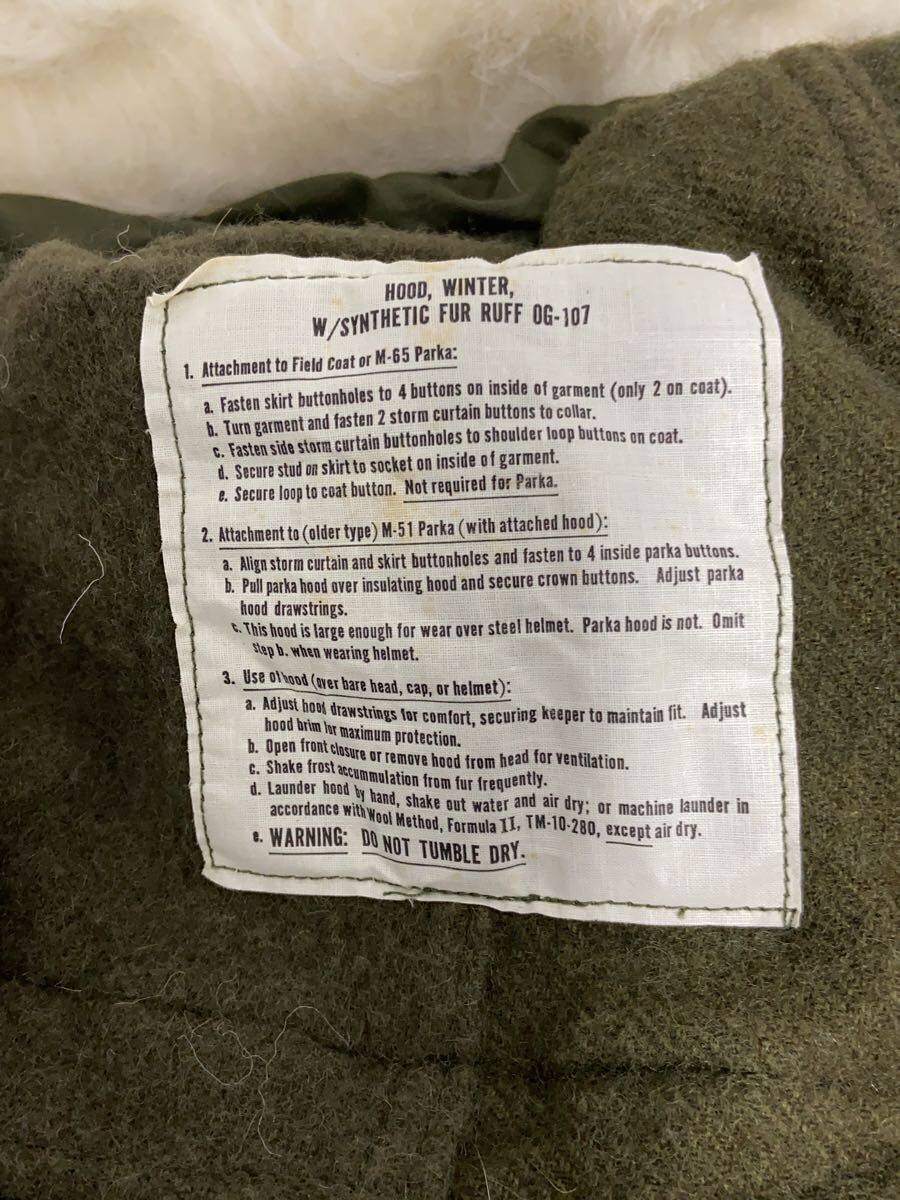 HOOD, WINTER,
W/SYNTHETIC FUR RUFF OG-107
1. Attachment to Field Coat or M-65 Parka:
a. Fasten skirt buttonholes to 4 buttons on inside of garment (only 2 on coat).
b. Turn garment and fasten 2 storm curtain buttons to collar.
c. Fasten side storm curtain buttonholes to shoulder loop buttons on coat.
d. Secure stud on skirt to socket on inside of garment.
e. Secure loop to coat button. Not required for Parka.
2. Attachment to (older type) M-51 Parka (with attached hood):
a. Align storm curtain and skirt buttonholes and fasten to 4 inside parka buttons.
b. Pull parka hood over insulating hood and secure crown buttons. Adjust parka
hood drawstrings.
c. This hood is large enough for wear over steel helmet. Parka hood is not. Omit
step b. when wearing helmet.
3. Use of hood (over bare head, cap, or helmet):
a. Adjust hood drawstrings for comfort, securing keeper to maintain fit. Adjust
hood brim for maximum protection.
b. Open front closure or remove hood from head for ventilation.
c. Shake frost accummulation from fur frequently.
d. Launder hood by hand, shake out water and air dry; or machine launder in
accordance with Wool Method, Formula II, TM-10-280, except air dry.
e. WARNING: DO NOT TUMBLE DRY.